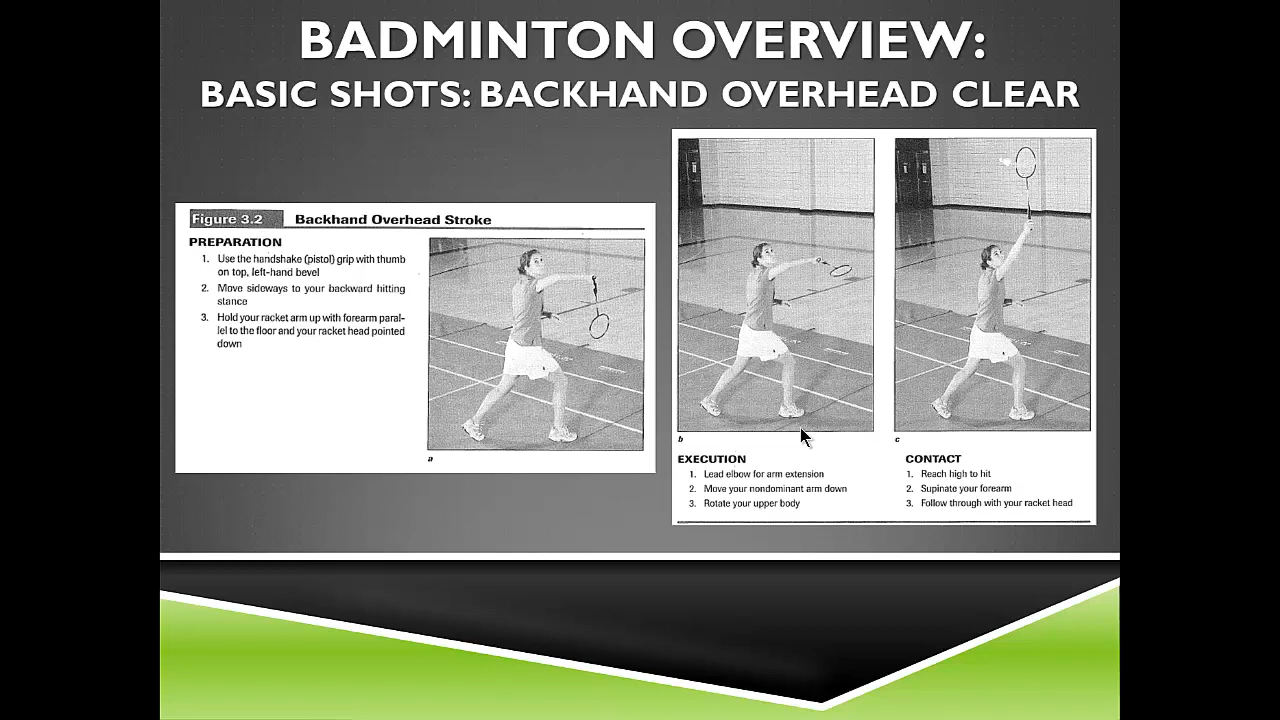 BADMINTON OVERVIEW:
BASIC SHOTS: BACKHAND OVERHEAD CLEAR
Figure 3.2 Backhand Overhead Stroke
PREPARATION
1. Use the handshake (pistol) grip with thumb
on top, left-hand bevel
2. Move sideways to your backward hitting
stance
3. Hold your racket arm up with forearm paral-
lel to the floor and your racket head pointed
down
a
b
EXECUTION
1. Lead elbow for arm extension
2. Move your nondominant arm down
3. Rotate your upper body
c
CONTACT
1. Reach high to hit
2. Supinate your forearm
3. Follow through with your racket head